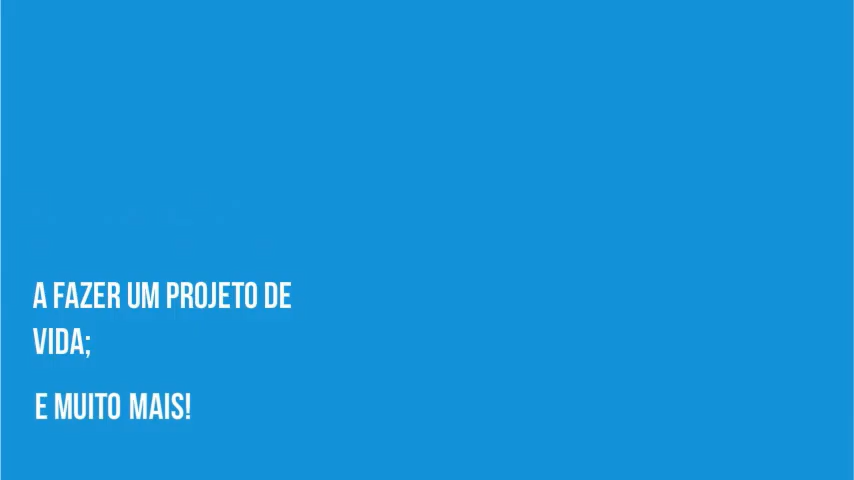 A FAZER UM PROJETO DE
VIDA;
E MUITO MAIS!